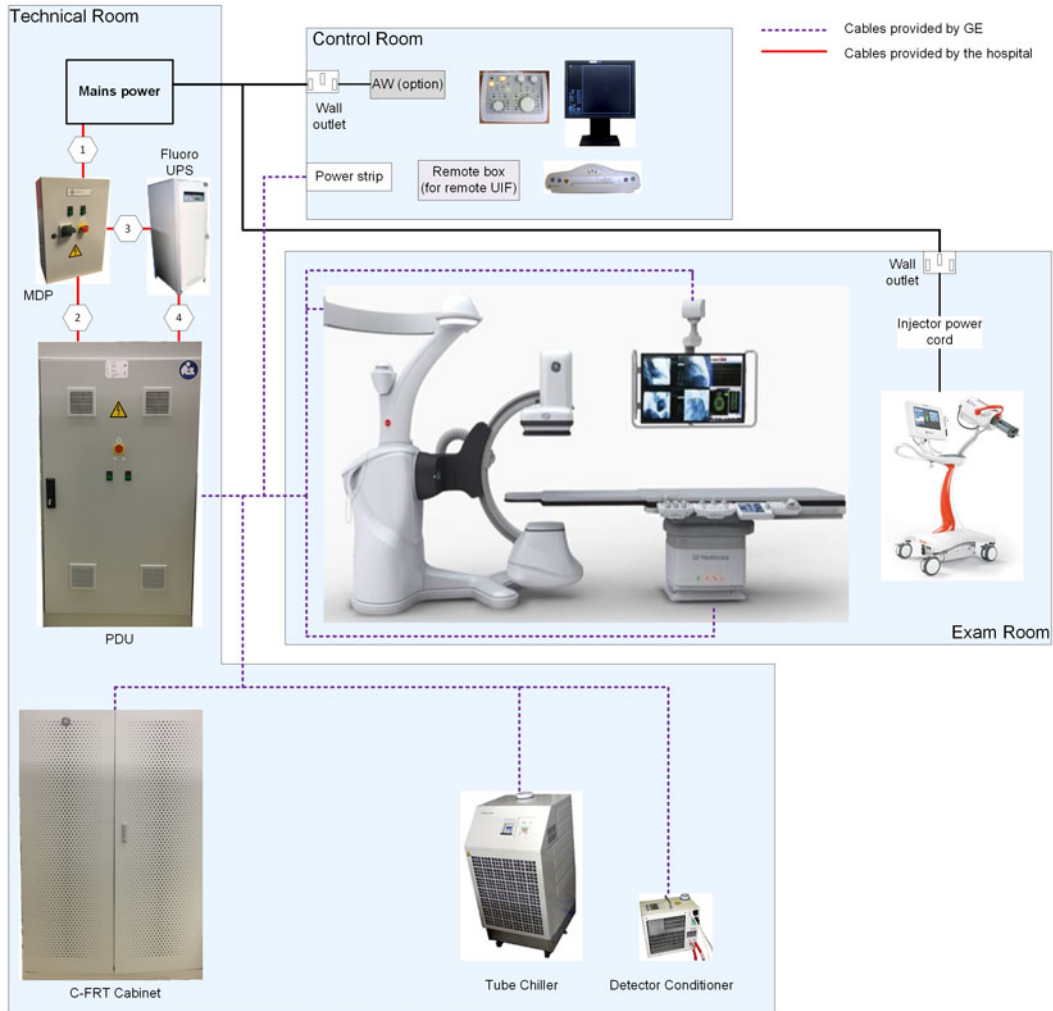 Technical Room
Control Room
Cables provided by GE
Cables provided by the hospital
Mains power
AW (option)
Wall
outlet
1
Fluoro
UPS
Power strip
Remote box
(for remote UIF)
3
MDP
2
4
Wall
outlet
Injector power
cord
GE Healthcare
PDU
Exam Room
C-FRT Cabinet
Tube Chiller
Detector Conditioner